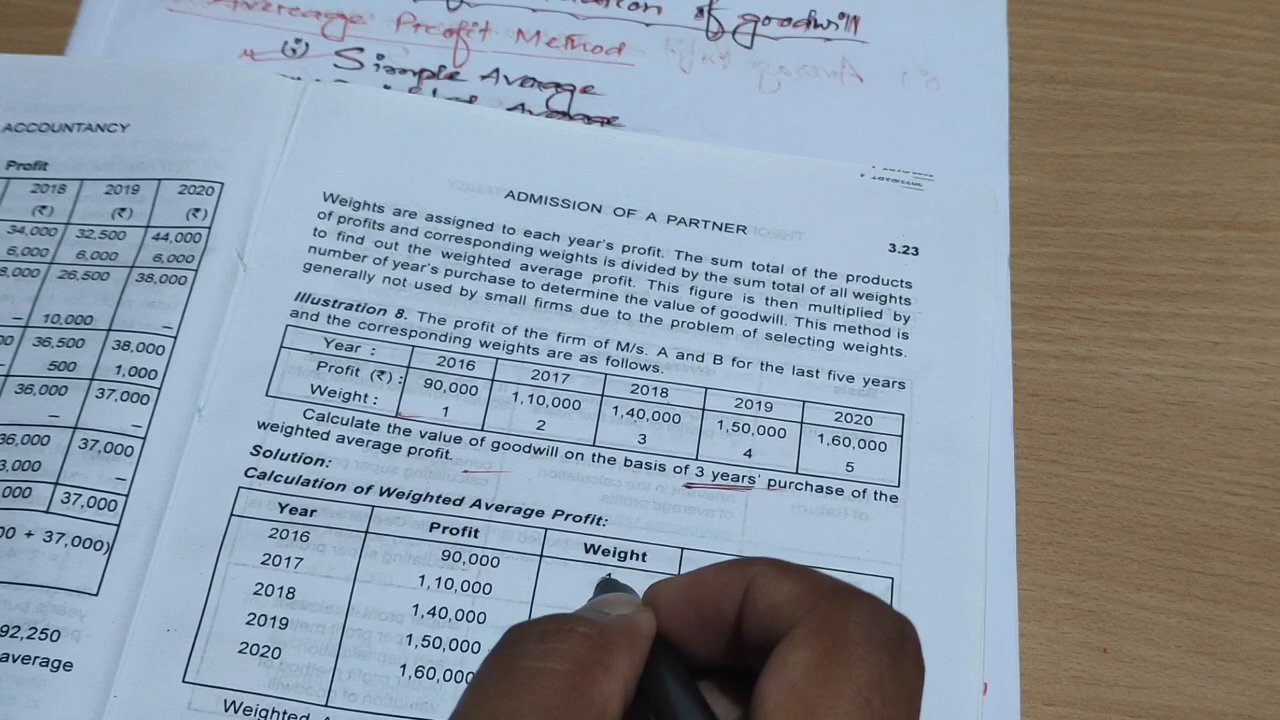 of goodwill
Average Profit Method
(i) Simple Average
Average
ACCOUNTANCY
Profit
2018 2019 2020
(₹) (₹) (₹)
34,000 32,500 44,000
6,000 6,000 6,000
8,000 26,500 38,000
– 10,000 –
00 36,500 38,000
– 500 1,000
36,000 37,000
– –
36,000 37,000
3,000 –
000 37,000
00 + 37,000)
92,250
average
ADMISSION OF A PARTNER 3.23
Weights are assigned to each year's profit. The sum total of the products
of profits and corresponding weights is divided by the sum total of all weights
to find out the weighted average profit. This figure is then multiplied by
number of year's purchase to determine the value of goodwill. This method is
generally not used by small firms due to the problem of selecting weights.
Illustration 8. The profit of the firm of M/s. A and B for the last five years
and the corresponding weights are as follows.
Year : 2016 2017 2018 2019 2020
Profit (₹) : 90,000 1,10,000 1,40,000 1,50,000 1,60,000
Weight : 1 2 3 4 5
Calculate the value of goodwill on the basis of 3 years' purchase of the
weighted average profit.
Solution:
Calculation of Weighted Average Profit:
Year Profit Weight
2016 90,000
2017 1,10,000
2018 1,40,000
2019 1,50,000
2020 1,60,000
Weighted